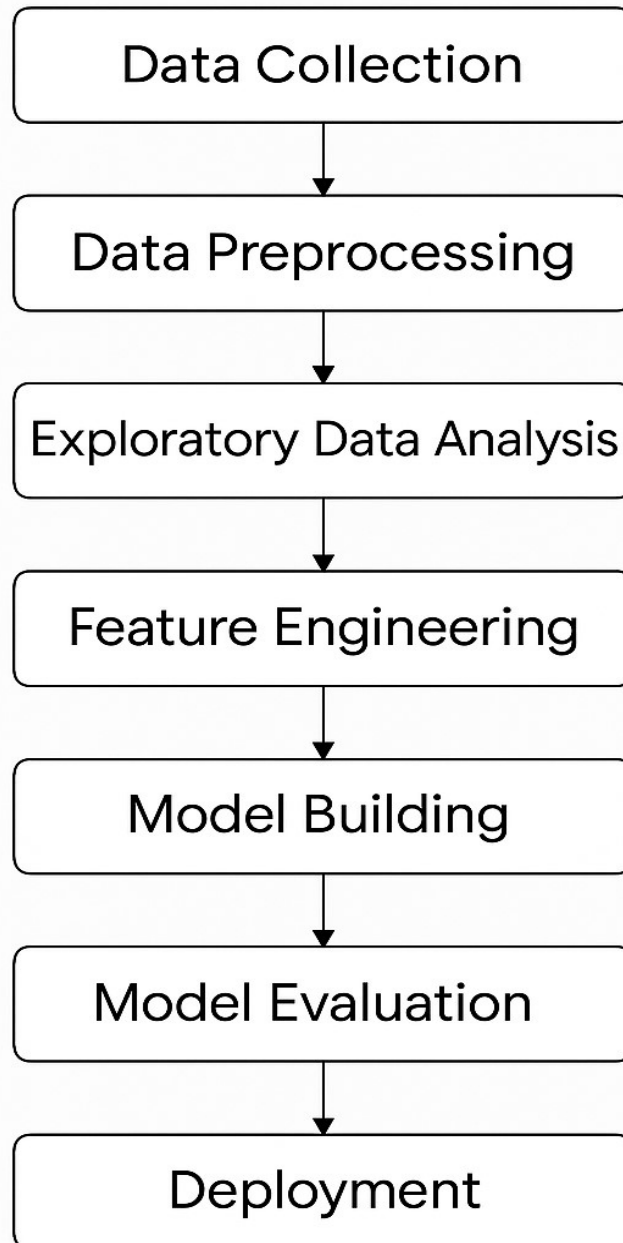 Data Collection
Data Preprocessing
Exploratory Data Analysis
Feature Engineering
Model Building
Model Evaluation
Deployment